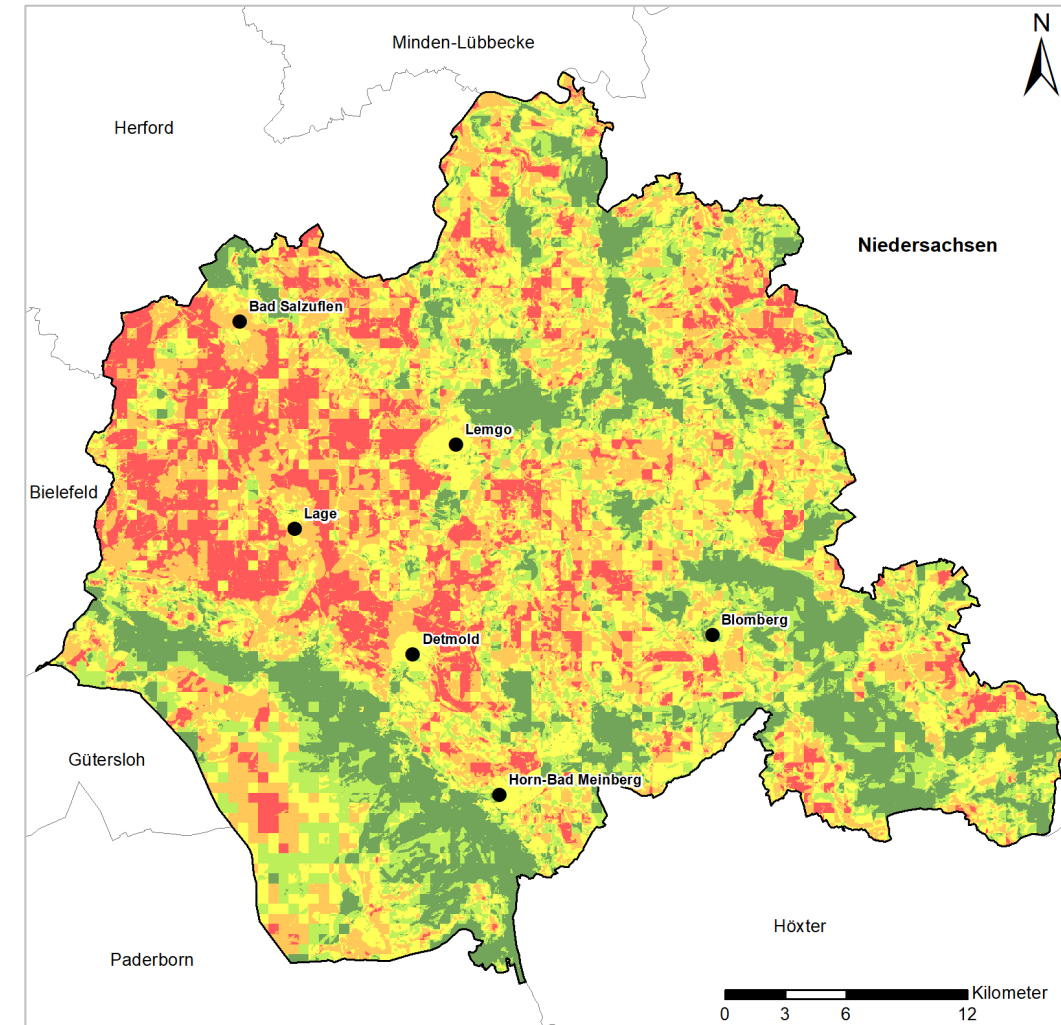 N
Minden-Lübbecke
Herford
Niedersachsen
Bad Salzuflen
Lemgo
Bielefeld
Lage
Blomberg
Detmold
Gütersloh
Horn-Bad Meinberg
Höxter
Paderborn
Kilometer
0 3 6 12